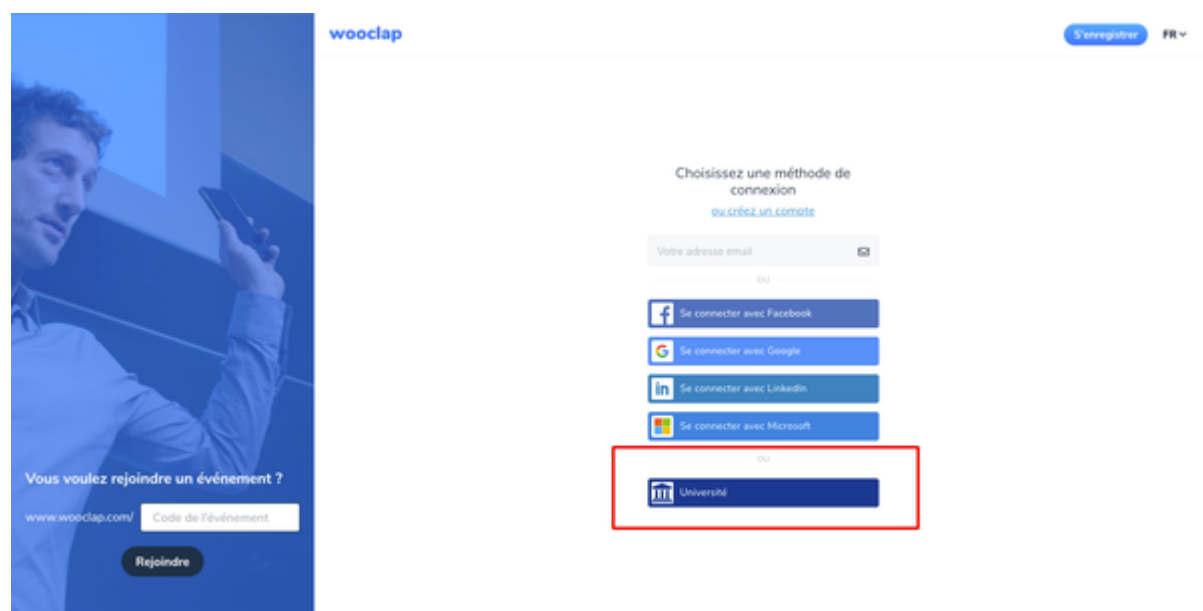 wooclap
S'enregistrer
FR
Choisissez une méthode de
connexion
ou créez un compte
Votre adresse email
ou
Se connecter avec Facebook
Se connecter avec Google
Se connecter avec LinkedIn
Se connecter avec Microsoft
ou
Université
Vous voulez rejoindre un événement ?
www.wooclap.com/ Code de l'événement
Rejoindre